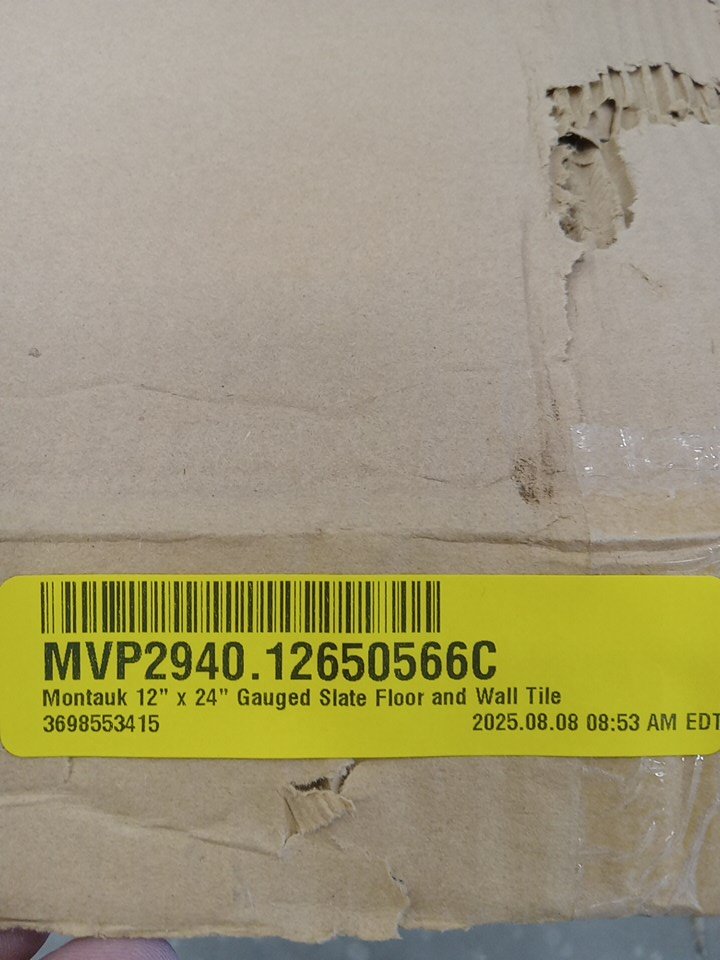 MVP2940.12650566C
Montauk 12" x 24" Gauged Slate Floor and Wall Tile
3698553415 2025.08.08 08:53 AM EDT